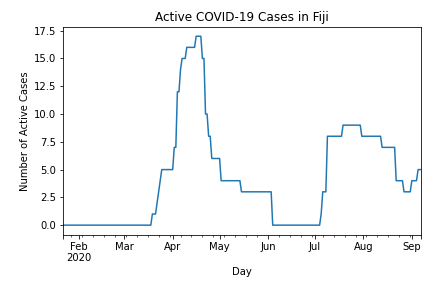 Active COVID-19 Cases in Fiji
Number of Active Cases
17.5
15.0
12.5
10.0
7.5
5.0
2.5
0.0
Feb Mar Apr May Jun Jul Aug Sep
2020
Day